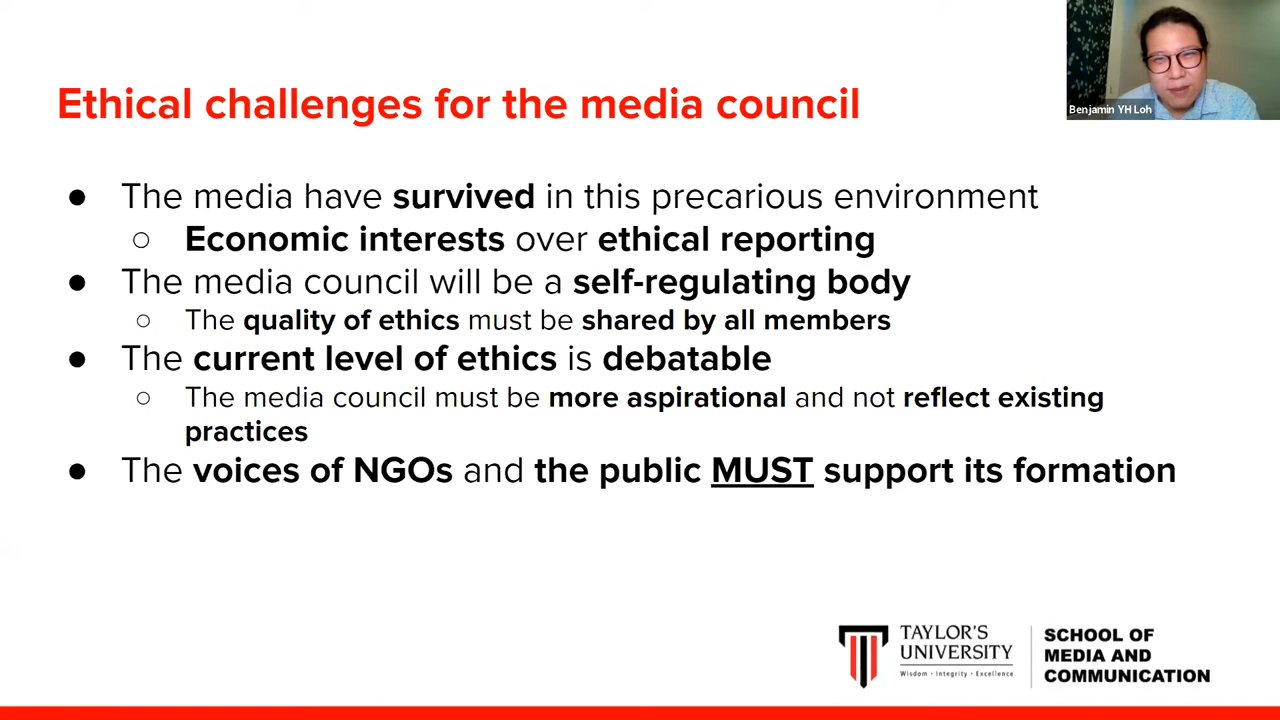 Ethical challenges for the media council
Benjamin YH Loh
● The media have survived in this precarious environment
○ Economic interests over ethical reporting
● The media council will be a self-regulating body
○ The quality of ethics must be shared by all members
● The current level of ethics is debatable
○ The media council must be more aspirational and not reflect existing
practices
● The voices of NGOs and the public MUST support its formation
TAYLOR'S
UNIVERSITY
Wisdom · Integrity · Excellence
SCHOOL OF
MEDIA AND
COMMUNICATION